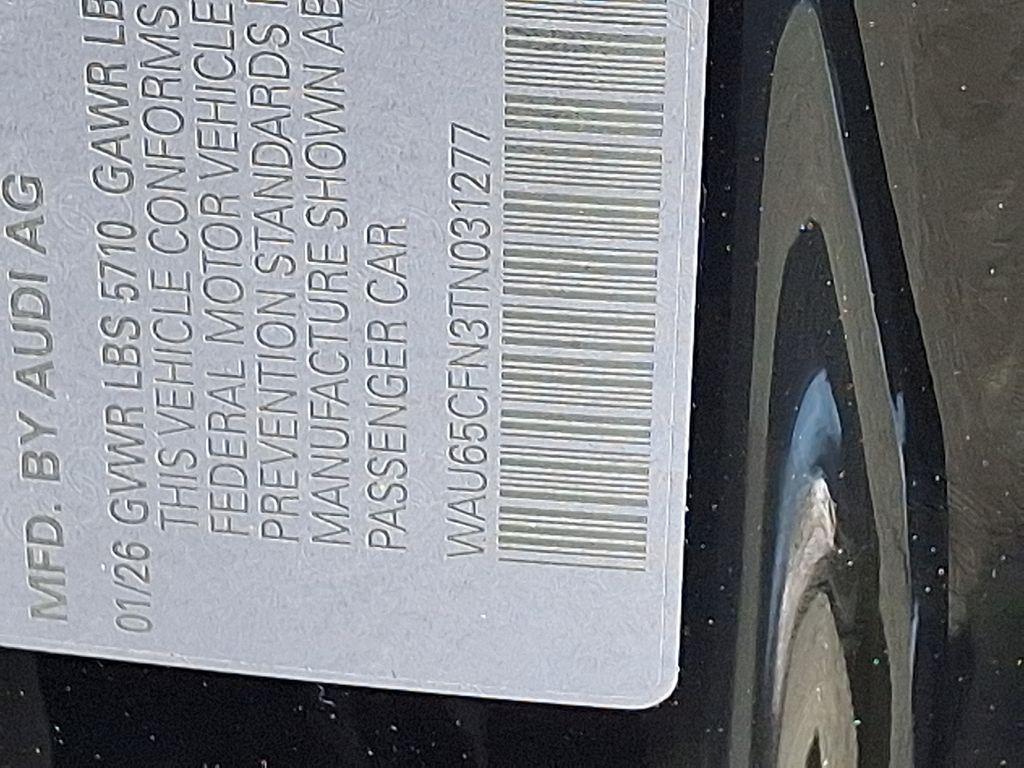 MFD. BY AUDI AG
01/26 GVWR LBS 5710 GAWR LB
THIS VEHICLE CONFORMS
FEDERAL MOTOR VEHICLE
PREVENTION STANDARDS
MANUFACTURE SHOWN AB
PASSENGER CAR
WAU65CFN3TN031277